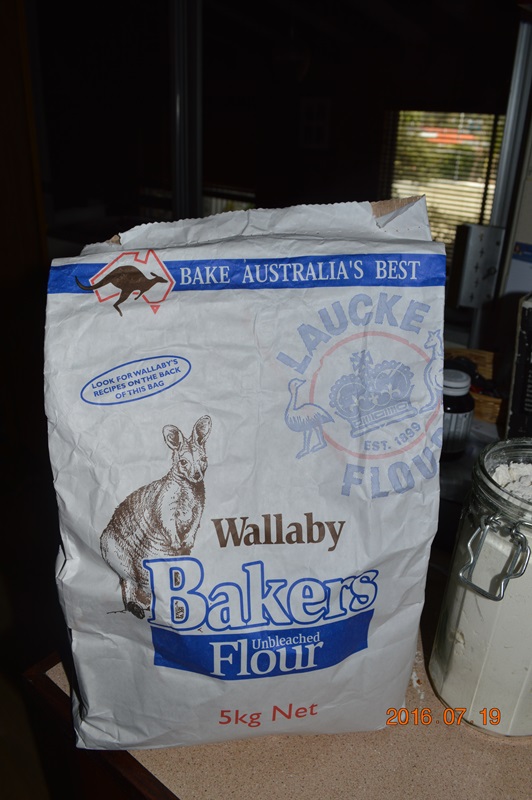 BAKE AUSTRALIA'S BEST
LAUCKE
LOOK FOR WALLABY'S
RECIPES ON THE BACK
OF THIS BAG
EST. 1899
FLOUR
Wallaby
Bakers
Unbleached
Flour
5kg Net
2016 07 19